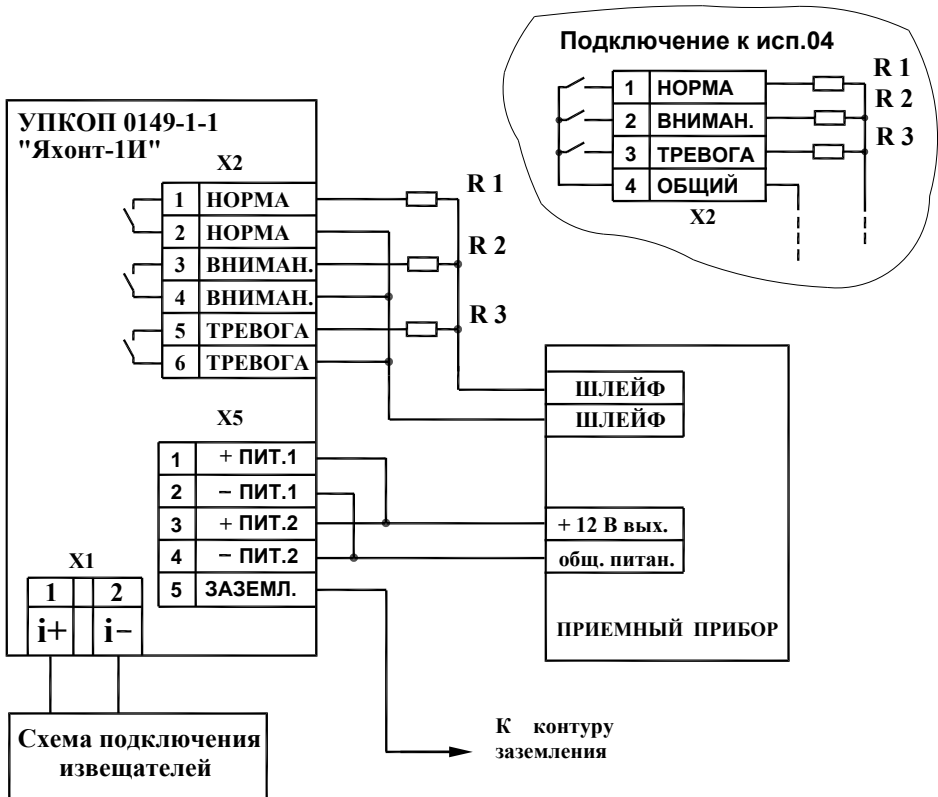 Подключение к исп.04
1 НОРМА
R 1
2 ВНИМАН.
R 2
3 ТРЕВОГА
R 3
4 ОБЩИЙ
X2
УПКОП 0149-1-1
"Яхонт-1И"
X2
1 НОРМА
R 1
2 НОРМА
3 ВНИМАН.
R 2
4 ВНИМАН.
5 ТРЕВОГА
R 3
6 ТРЕВОГА
X5
1 + ПИТ.1
2 − ПИТ.1
3 + ПИТ.2
4 − ПИТ.2
5 ЗАЗЕМЛ.
X1
1 2
i+ i−
ШЛЕЙФ
ШЛЕЙФ
+ 12 В вых.
общ. питан.
ПРИЕМНЫЙ ПРИБОР
Схема подключения
извещателей
К контуру
заземления